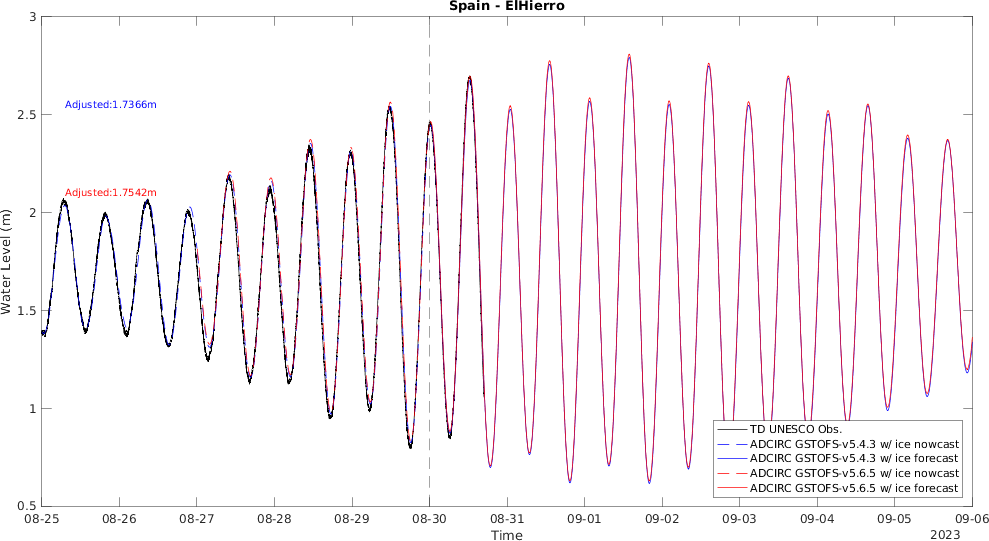 Spain - ElHierro
Water Level (m)
3
2.5
2
1.5
1
0.5
Adjusted:1.7366m
Adjusted:1.7542m
TD UNESCO Obs.
ADCIRC GSTOFS-v5.4.3 w/ ice nowcast
ADCIRC GSTOFS-v5.4.3 w/ ice forecast
ADCIRC GSTOFS-v5.6.5 w/ ice nowcast
ADCIRC GSTOFS-v5.6.5 w/ ice forecast
08-25 08-26 08-27 08-28 08-29 08-30 08-31 09-01 09-02 09-03 09-04 09-05 09-06
Time
2023